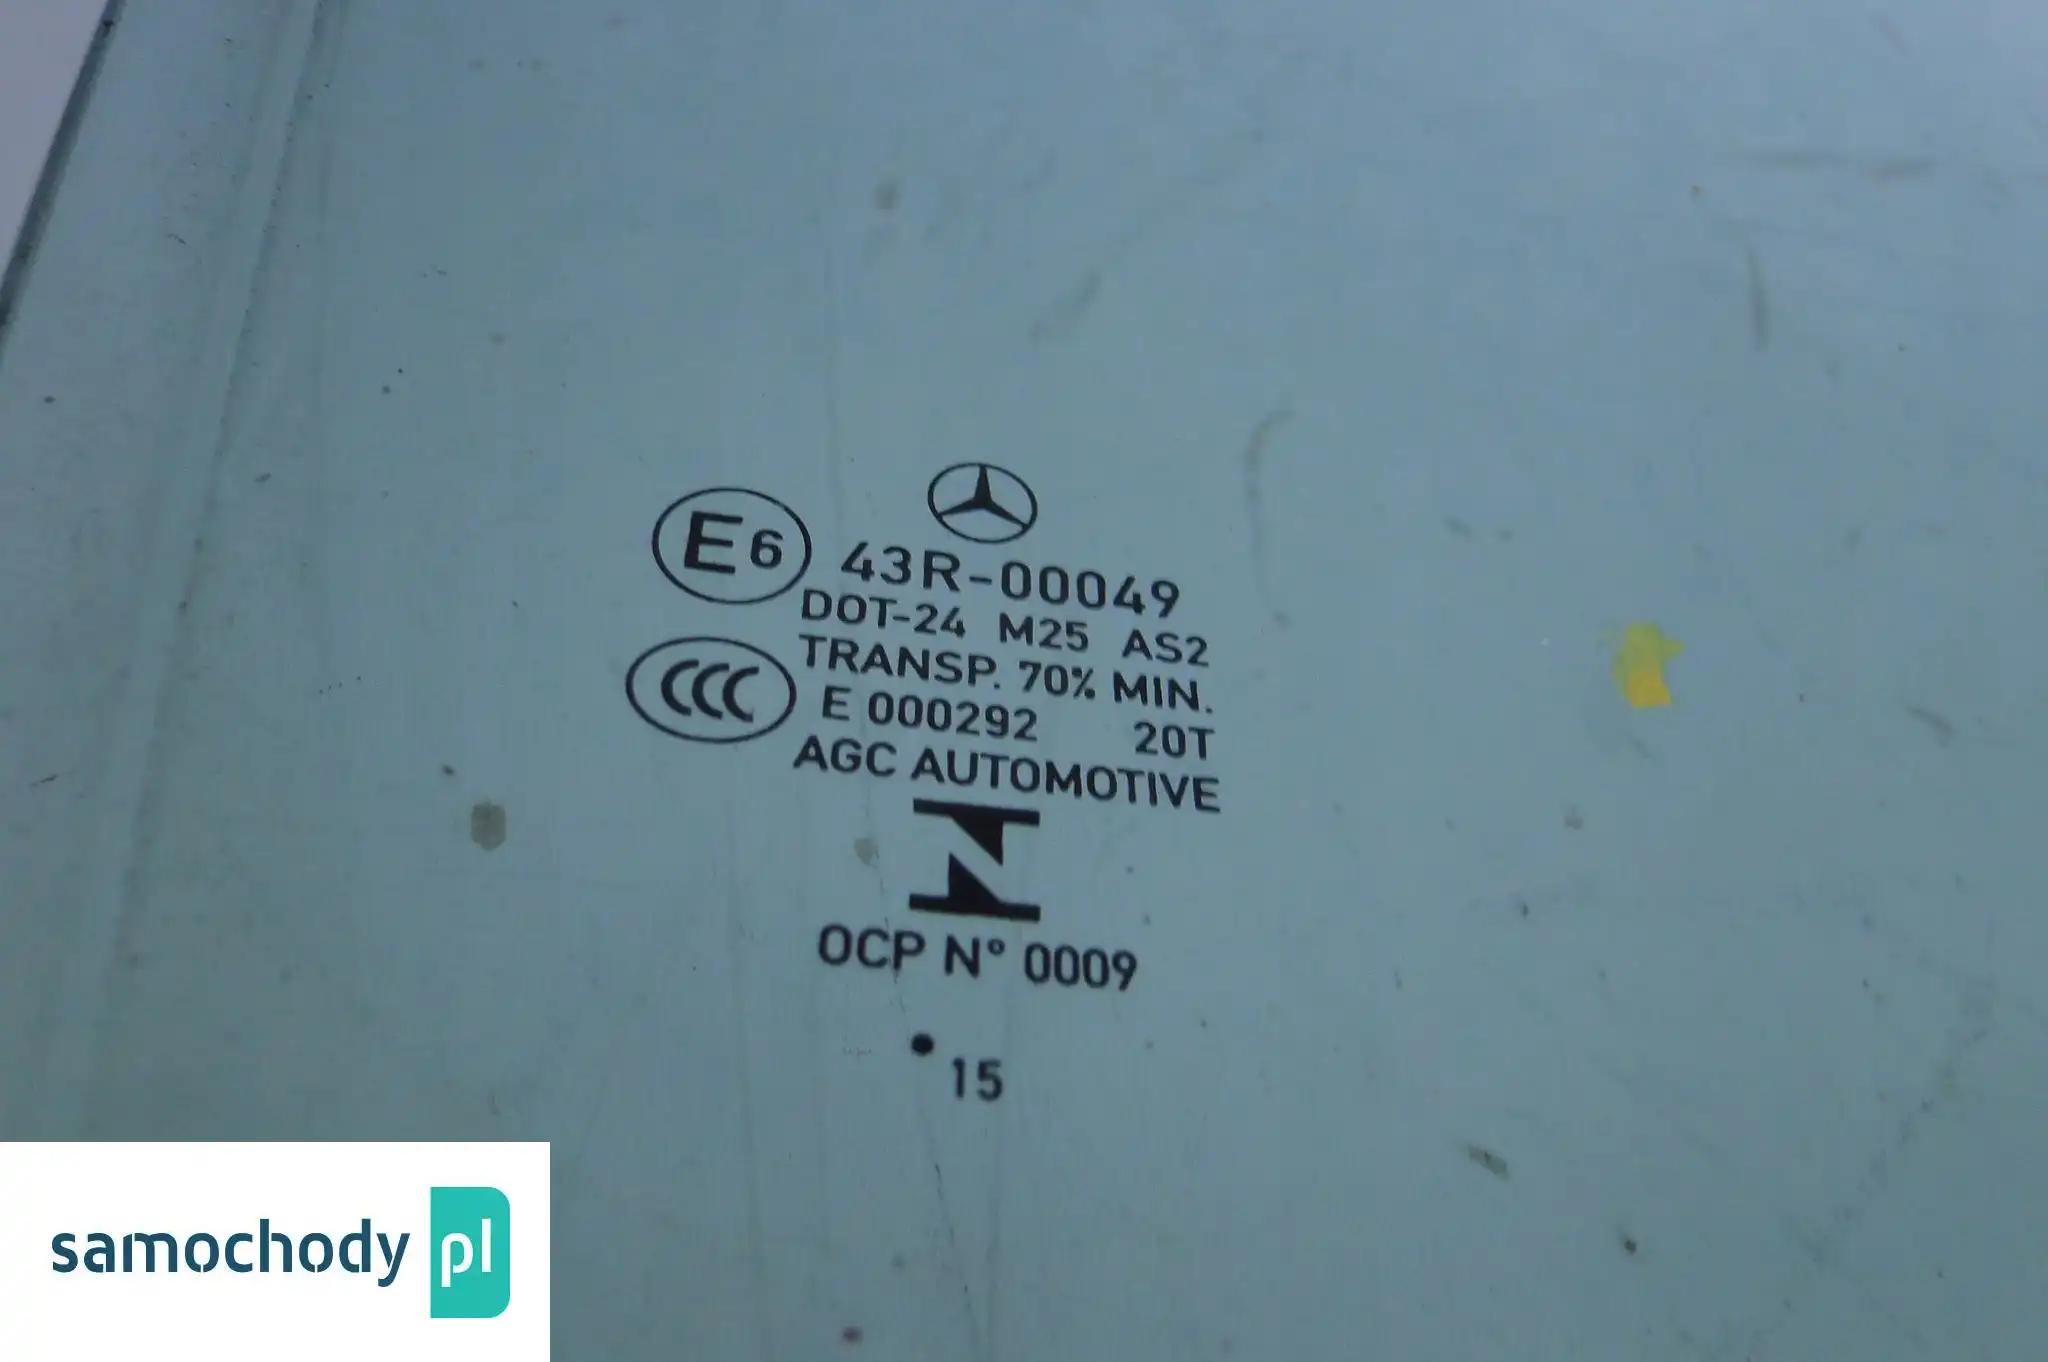 E6 43R-00049
DOT-24 M25 AS2
TRANSP. 70% MIN.
CCC E 000292 20T
AGC AUTOMOTIVE
OCP N° 0009
15
samochody pl